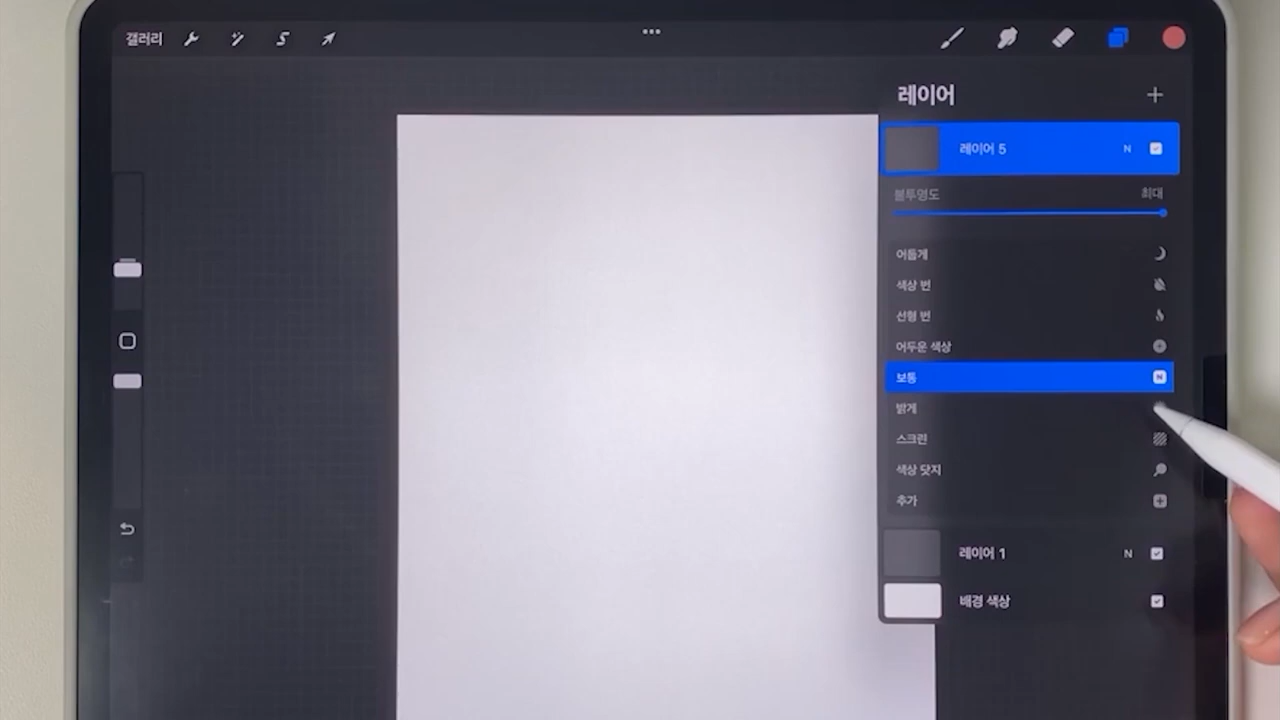 갤러리
레이어
레이어 5 N
불투명도 최대
어둡게
색상 번
선형 번
어두운 색상
보통 N
밝게
스크린
색상 닷지
추가
레이어 1 N
배경 색상